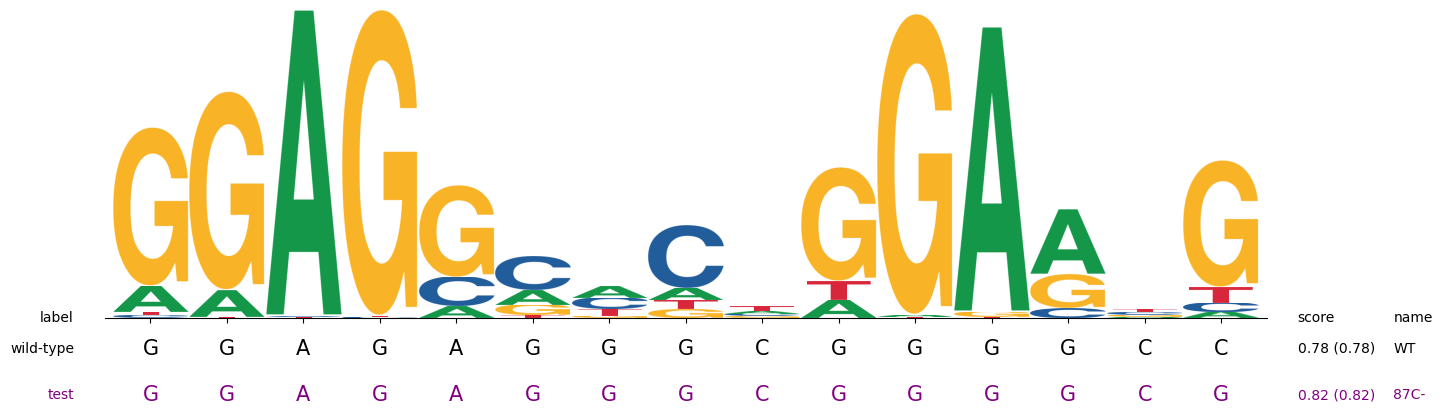 label score name
wild-type G G A G A G G G C G G G G C C 0.78 (0.78) WT
test G G A G A G G G C G G G G C G 0.82 (0.82) 87C-